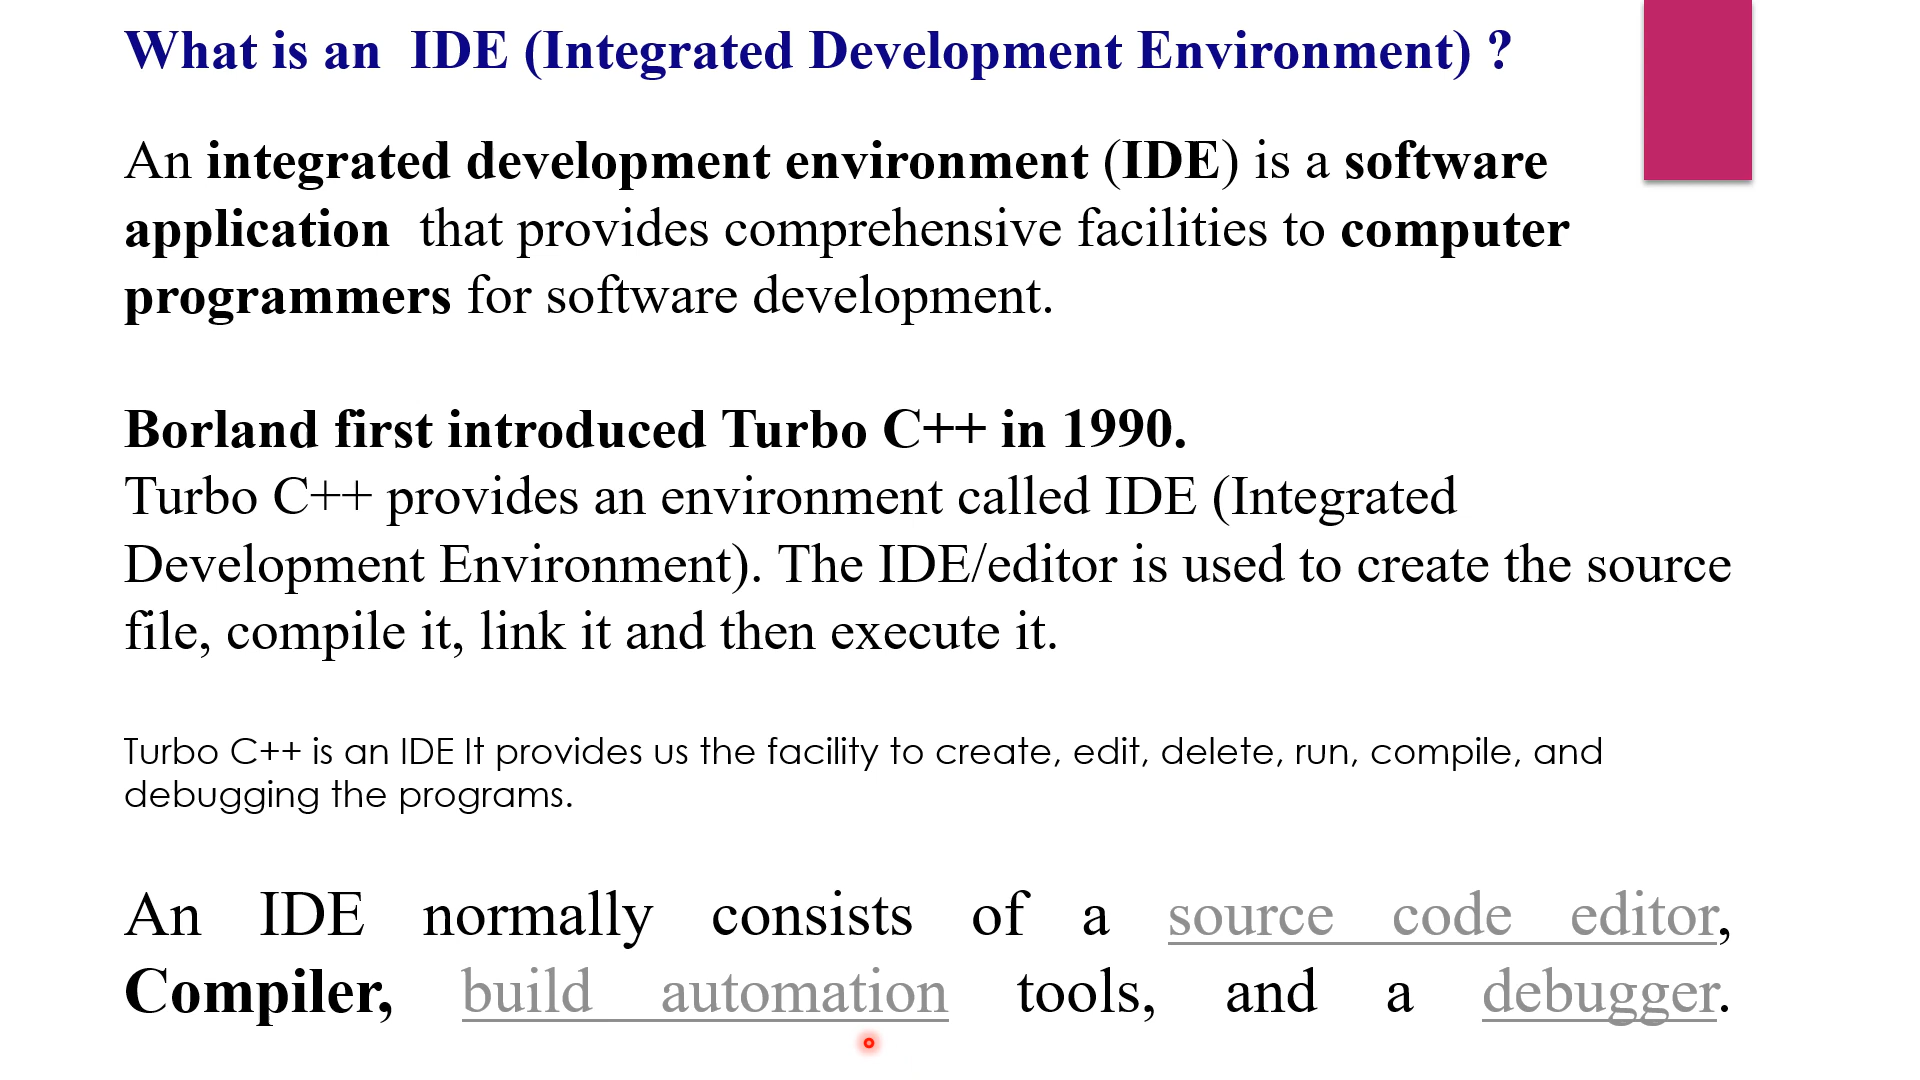 What is an IDE (Integrated Development Environment) ?
An integrated development environment (IDE) is a software
application that provides comprehensive facilities to computer
programmers for software development.
Borland first introduced Turbo C++ in 1990.
Turbo C++ provides an environment called IDE (Integrated
Development Environment). The IDE/editor is used to create the source
file, compile it, link it and then execute it.
Turbo C++ is an IDE It provides us the facility to create, edit, delete, run, compile, and
debugging the programs.
An IDE normally consists of a source code editor,
Compiler, build automation tools, and a debugger.